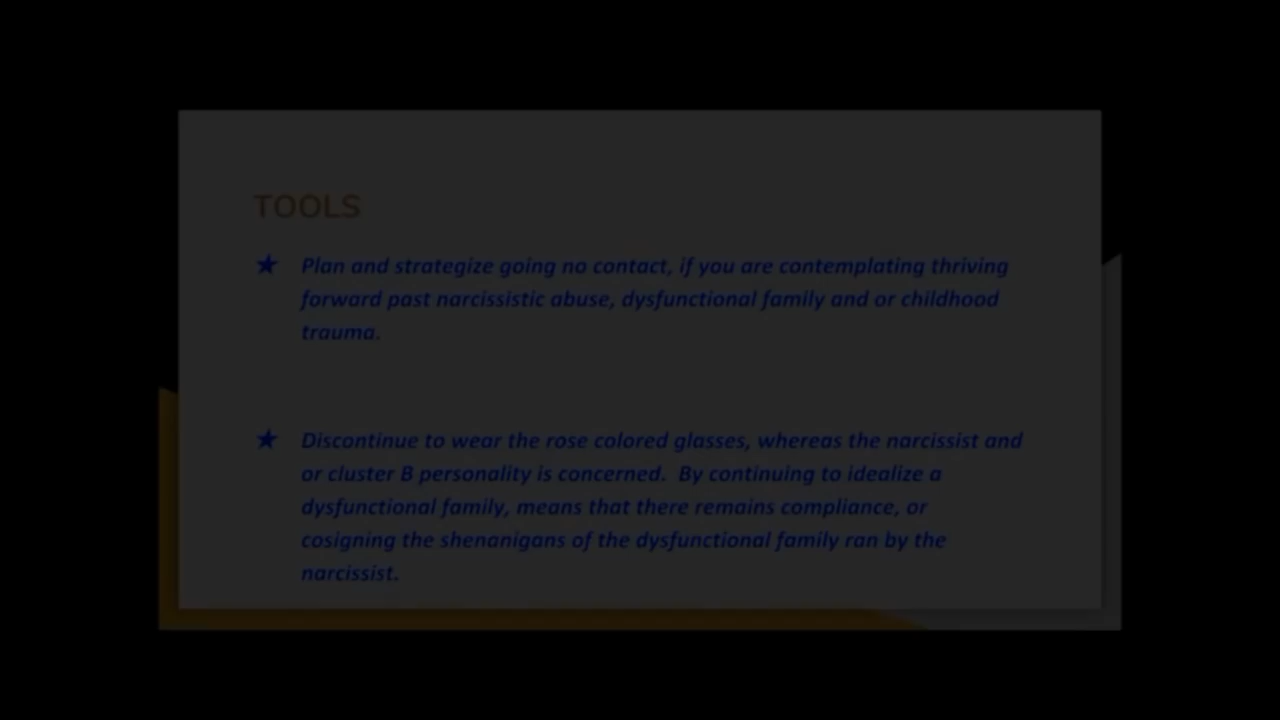 TOOLS
★ Plan and strategize going no contact, if you are contemplating thriving
forward past narcissistic abuse, dysfunctional family and or childhood
trauma.
★ Discontinue to wear the rose colored glasses, whereas the narcissist and
or cluster B personality is concerned. By continuing to idealize a
dysfunctional family, means that there remains compliance, or
cosigning the shenanigans of the dysfunctional family ran by the
narcissist.